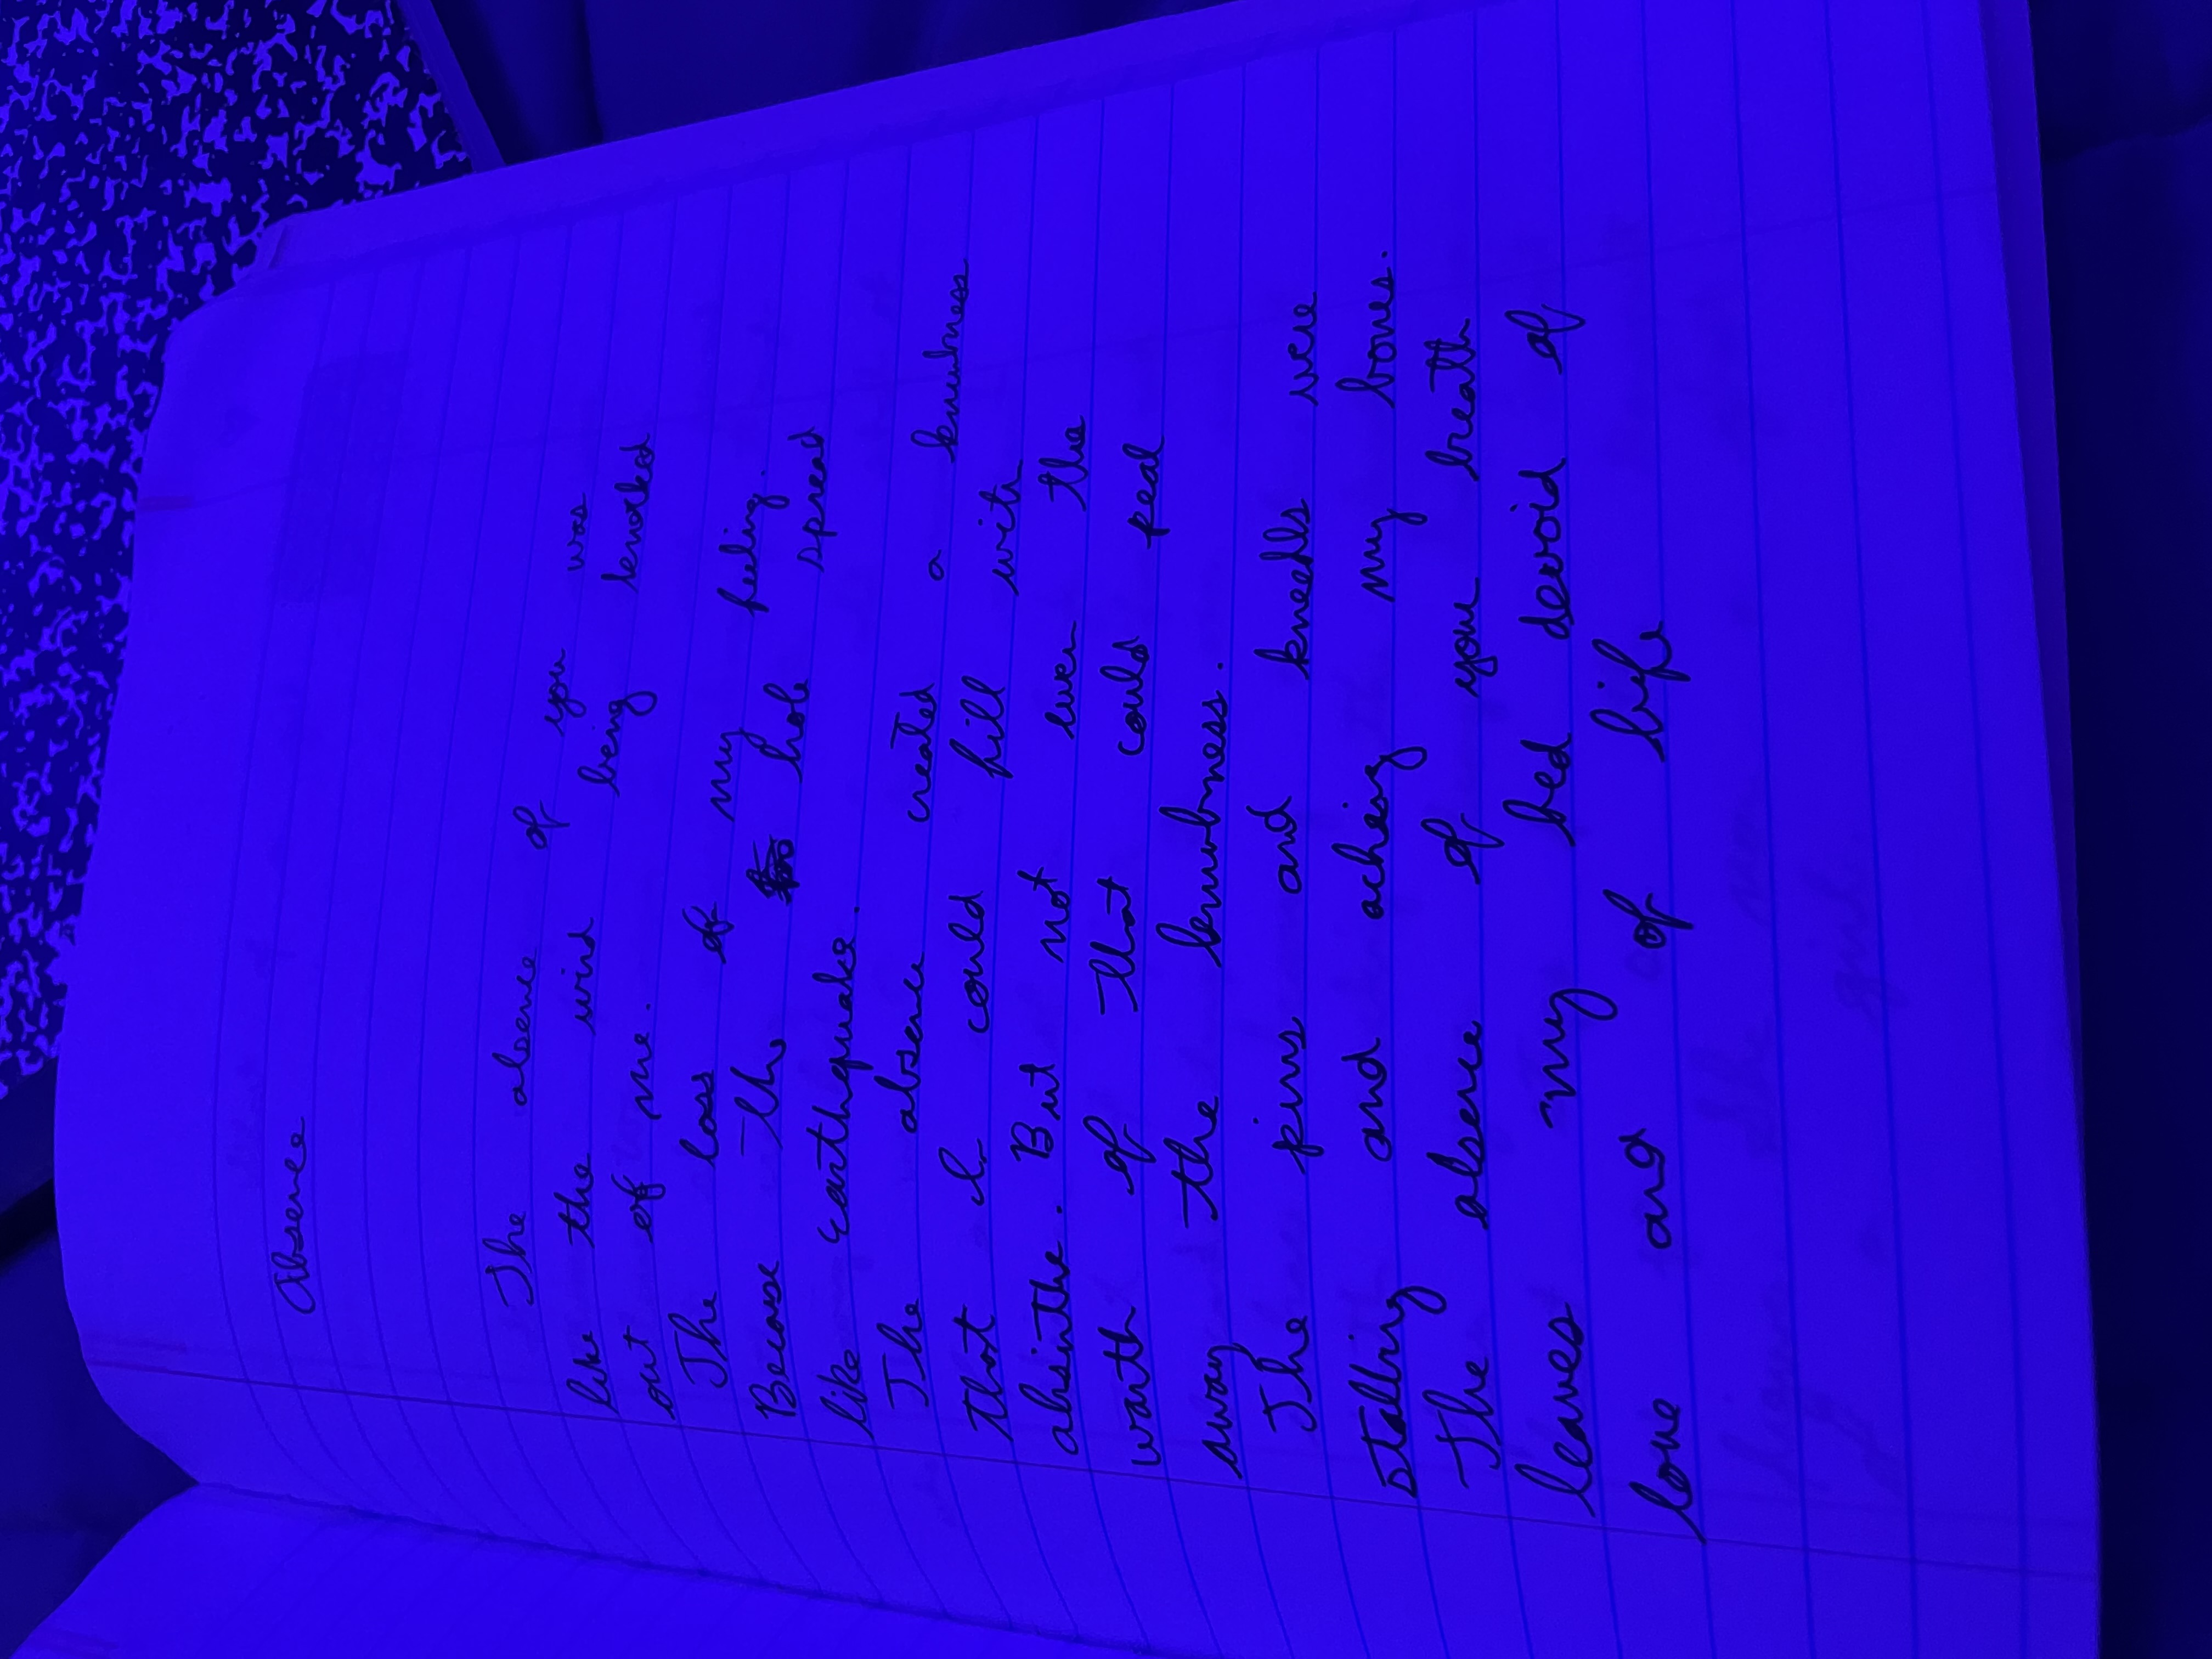 Absence
The absence of you was
like the wind being knocked
out of me.
The loss of my feeling.
Because the hole spread
like earthquake.
The absence created a knumbness
that I could fill with
absinthe. But not even the
warth of that could peal
away the knumbness.
The pins and kneedls were
stabbing and acheing my bones.
The absence of your breath
leaves my bed devoid of
love and of life